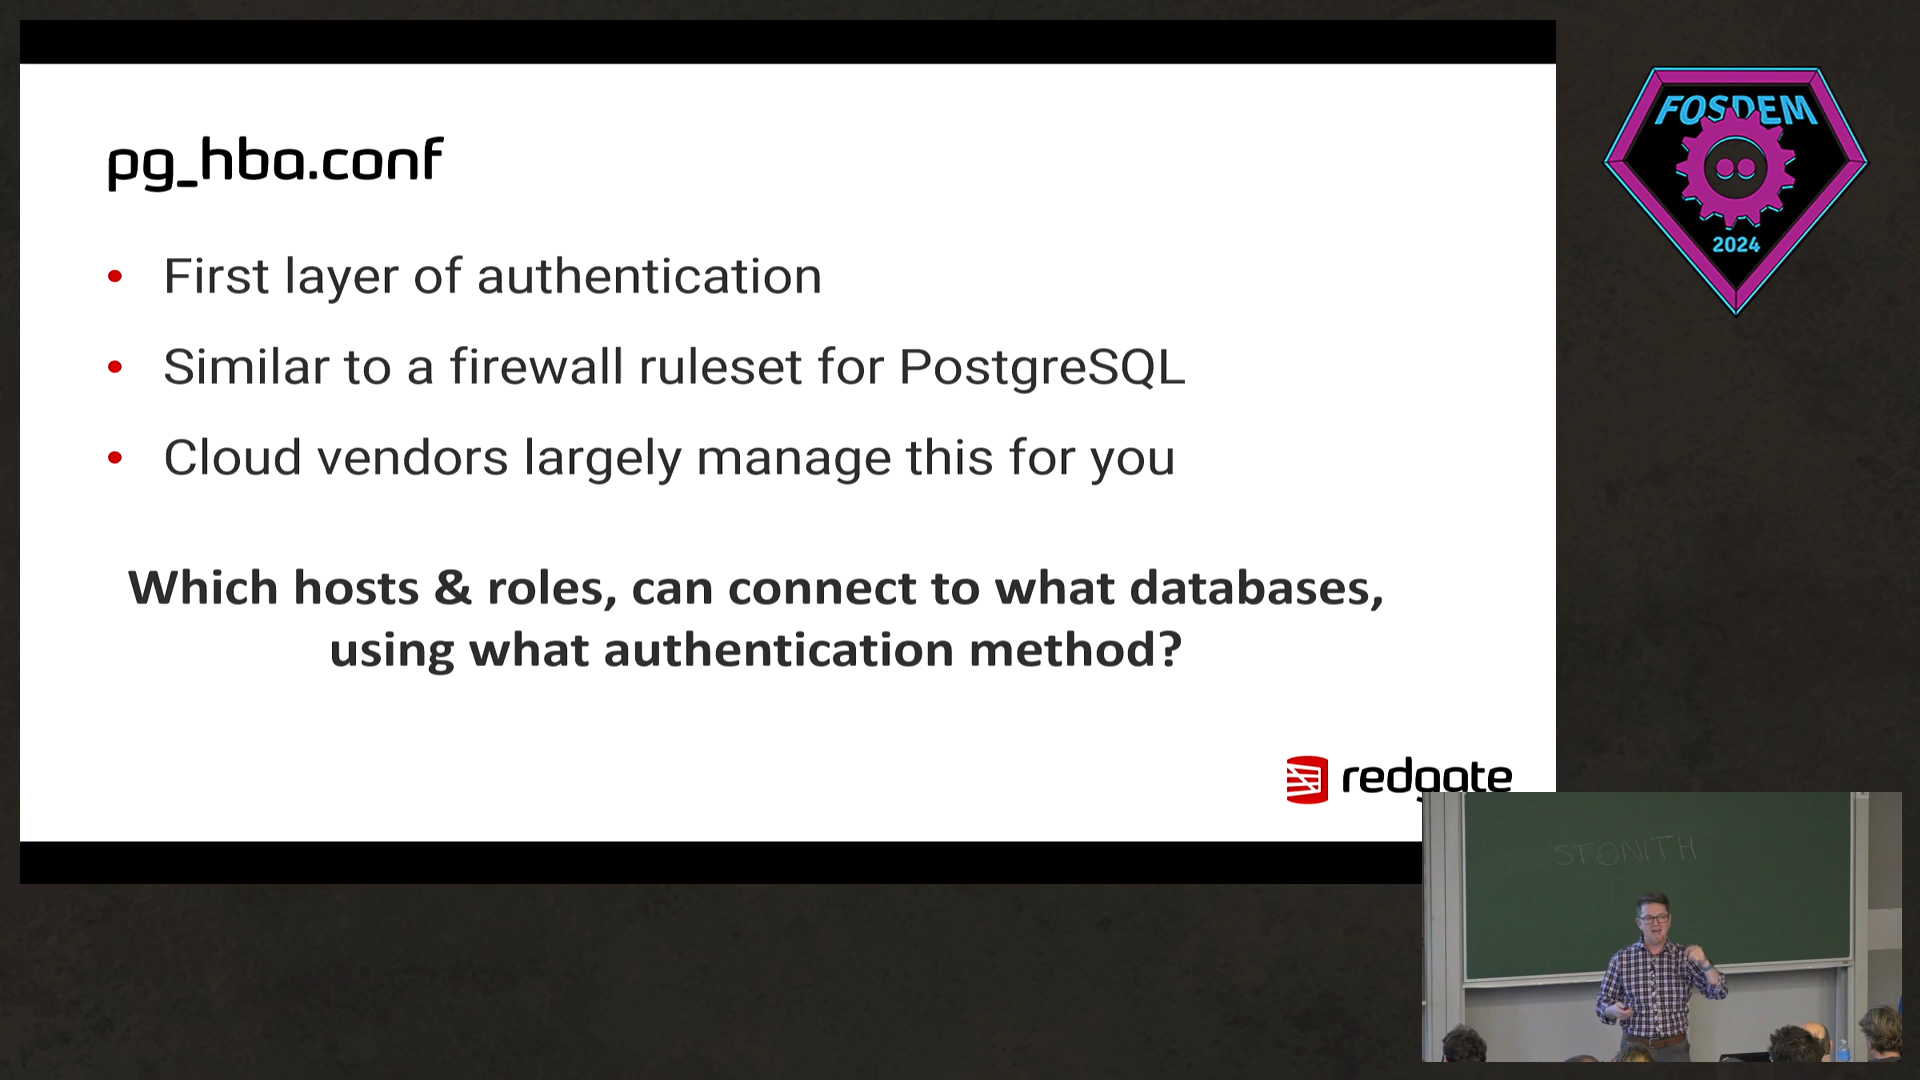 pg_hba.conf
• First layer of authentication
• Similar to a firewall ruleset for PostgreSQL
• Cloud vendors largely manage this for you
Which hosts & roles, can connect to what databases,
using what authentication method?
redgate
FOSDEM
2024
STONITH